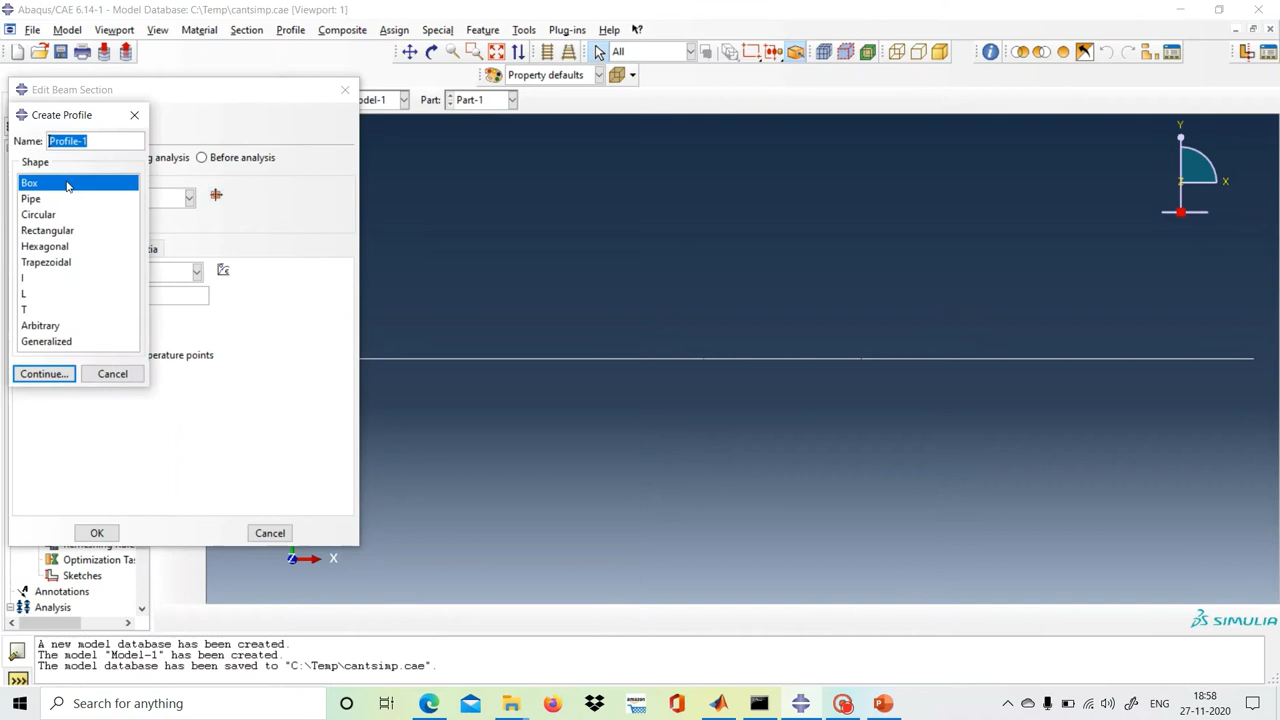 Abaqus/CAE 6.14-1 - Model Database: C:\Temp\cantsimp.cae [Viewport: 1]
File Model Viewport View Material Section Profile Composite Assign Special Feature Tools Plug-ins Help
All
Property defaults
Edit Beam Section
odel-1 Part: Part-1
Create Profile
Name: Profile-1
g analysis Before analysis
Shape
Box
Pipe
Circular
Rectangular
Hexagonal
Trapezoidal
I
L
T
Arbitrary
Generalized
Continue... Cancel
ia
perature points
OK Cancel
Y
Z X
Z X
Optimization Tas
Sketches
Annotations
Analysis
SIMULIA
A new model database has been created.
The model "Model-1" has been created.
The model database has been saved to "C:\Temp\cantsimp.cae".
Search for anything
amazon
ENG
18:58
27-11-2020